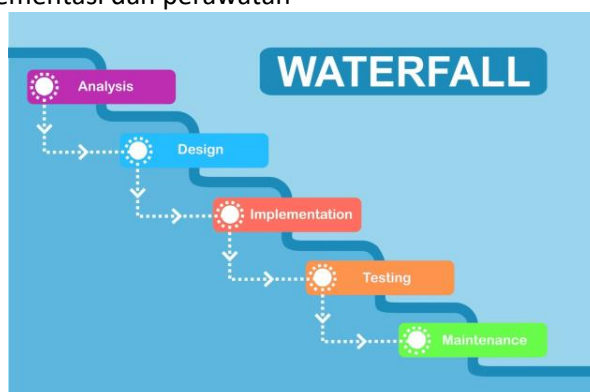 dan perawatan
WATERFALL
Analysis
Design
Implementation
Testing
Maintenance